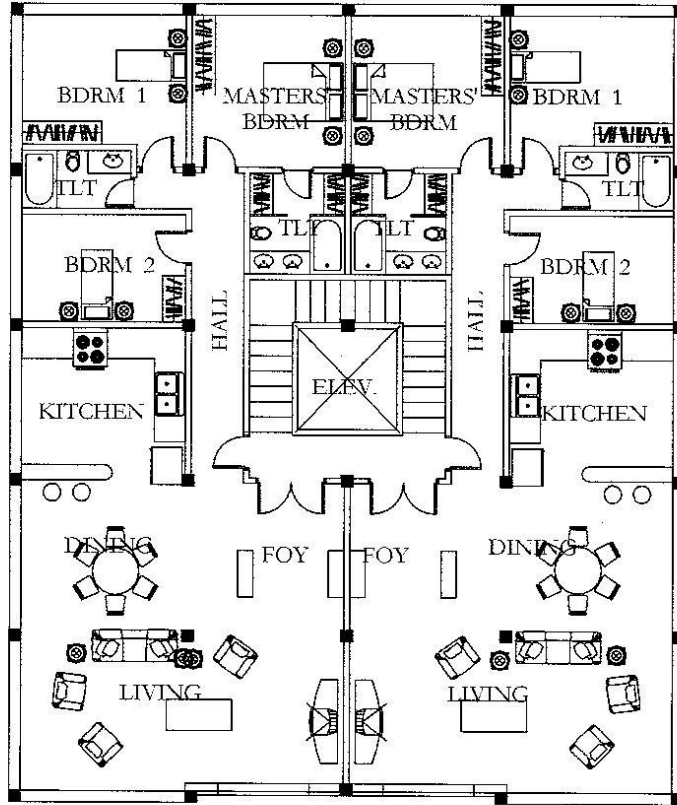 BDRM 1
MASTERS'
BDRM
MASTERS'
BDRM
BDRM 1
TLT
TLT
TLT
TLT
BDRM 2
BDRM 2
HALL
HALL
ELEV.
KITCHEN
KITCHEN
DINING
FOY
FOY
DINING
LIVING
LIVING